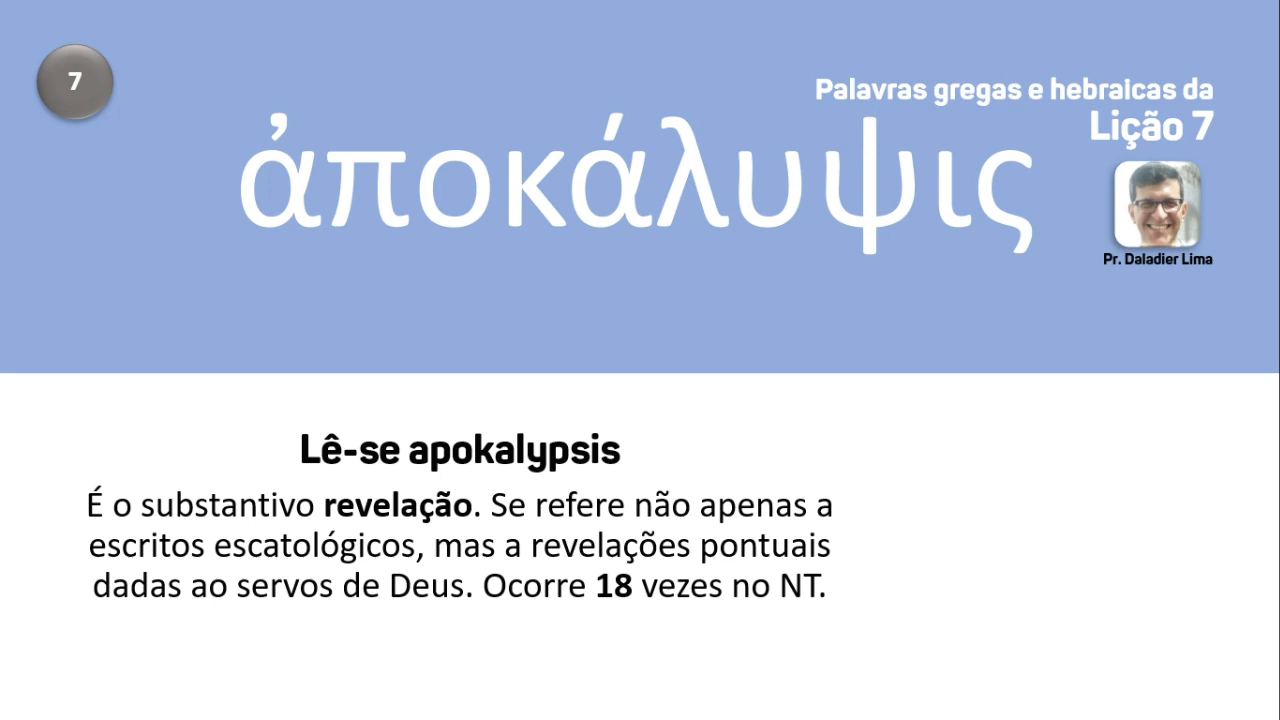 7
Palavras gregas e hebraicas da
Lição 7
ἀποκάλυψις
Pr. Daladier Lima
Lê-se apokalypsis
É o substantivo revelação. Se refere não apenas a
escritos escatológicos, mas a revelações pontuais
dadas ao servos de Deus. Ocorre 18 vezes no NT.